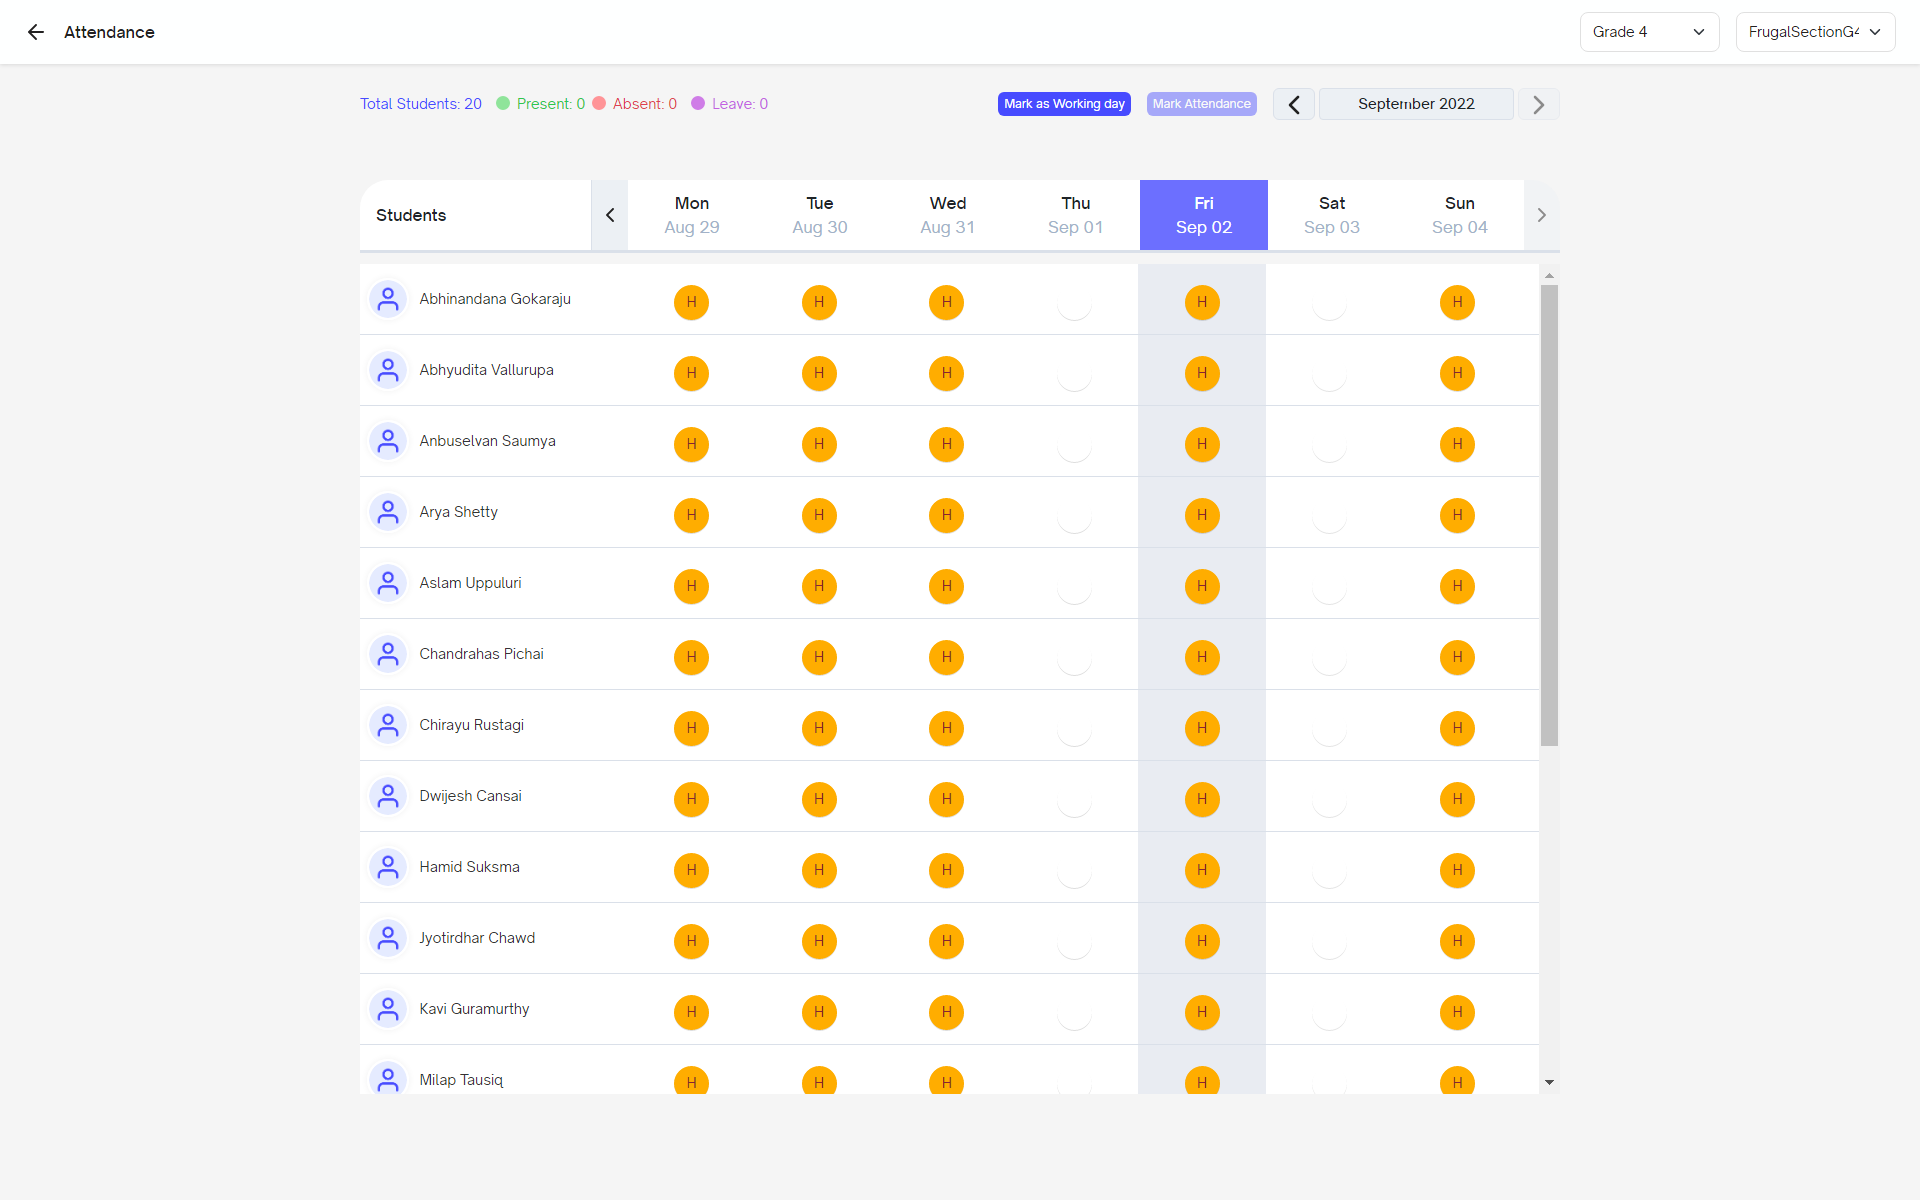 Attendance
Grade 4
FrugalSectionG4
Total Students: 20 Present: 0 Absent: 0 Leave: 0
Mark as Working day
Mark Attendance
September 2022
Students
Mon Tue Wed Thu Fri Sat Sun
Aug 29 Aug 30 Aug 31 Sep 01 Sep 02 Sep 03 Sep 04
Abhinandana Gokaraju H H H H H
Abhyudita Vallurupa H H H H H
Anbuselvan Saumya H H H H H
Arya Shetty H H H H H
Aslam Uppuluri H H H H H
Chandrahas Pichai H H H H H
Chirayu Rustagi H H H H H
Dwijesh Cansai H H H H H
Hamid Suksma H H H H H
Jyotirdhar Chawd H H H H H
Kavi Guramurthy H H H H H
Milap Tausiq H H H H H